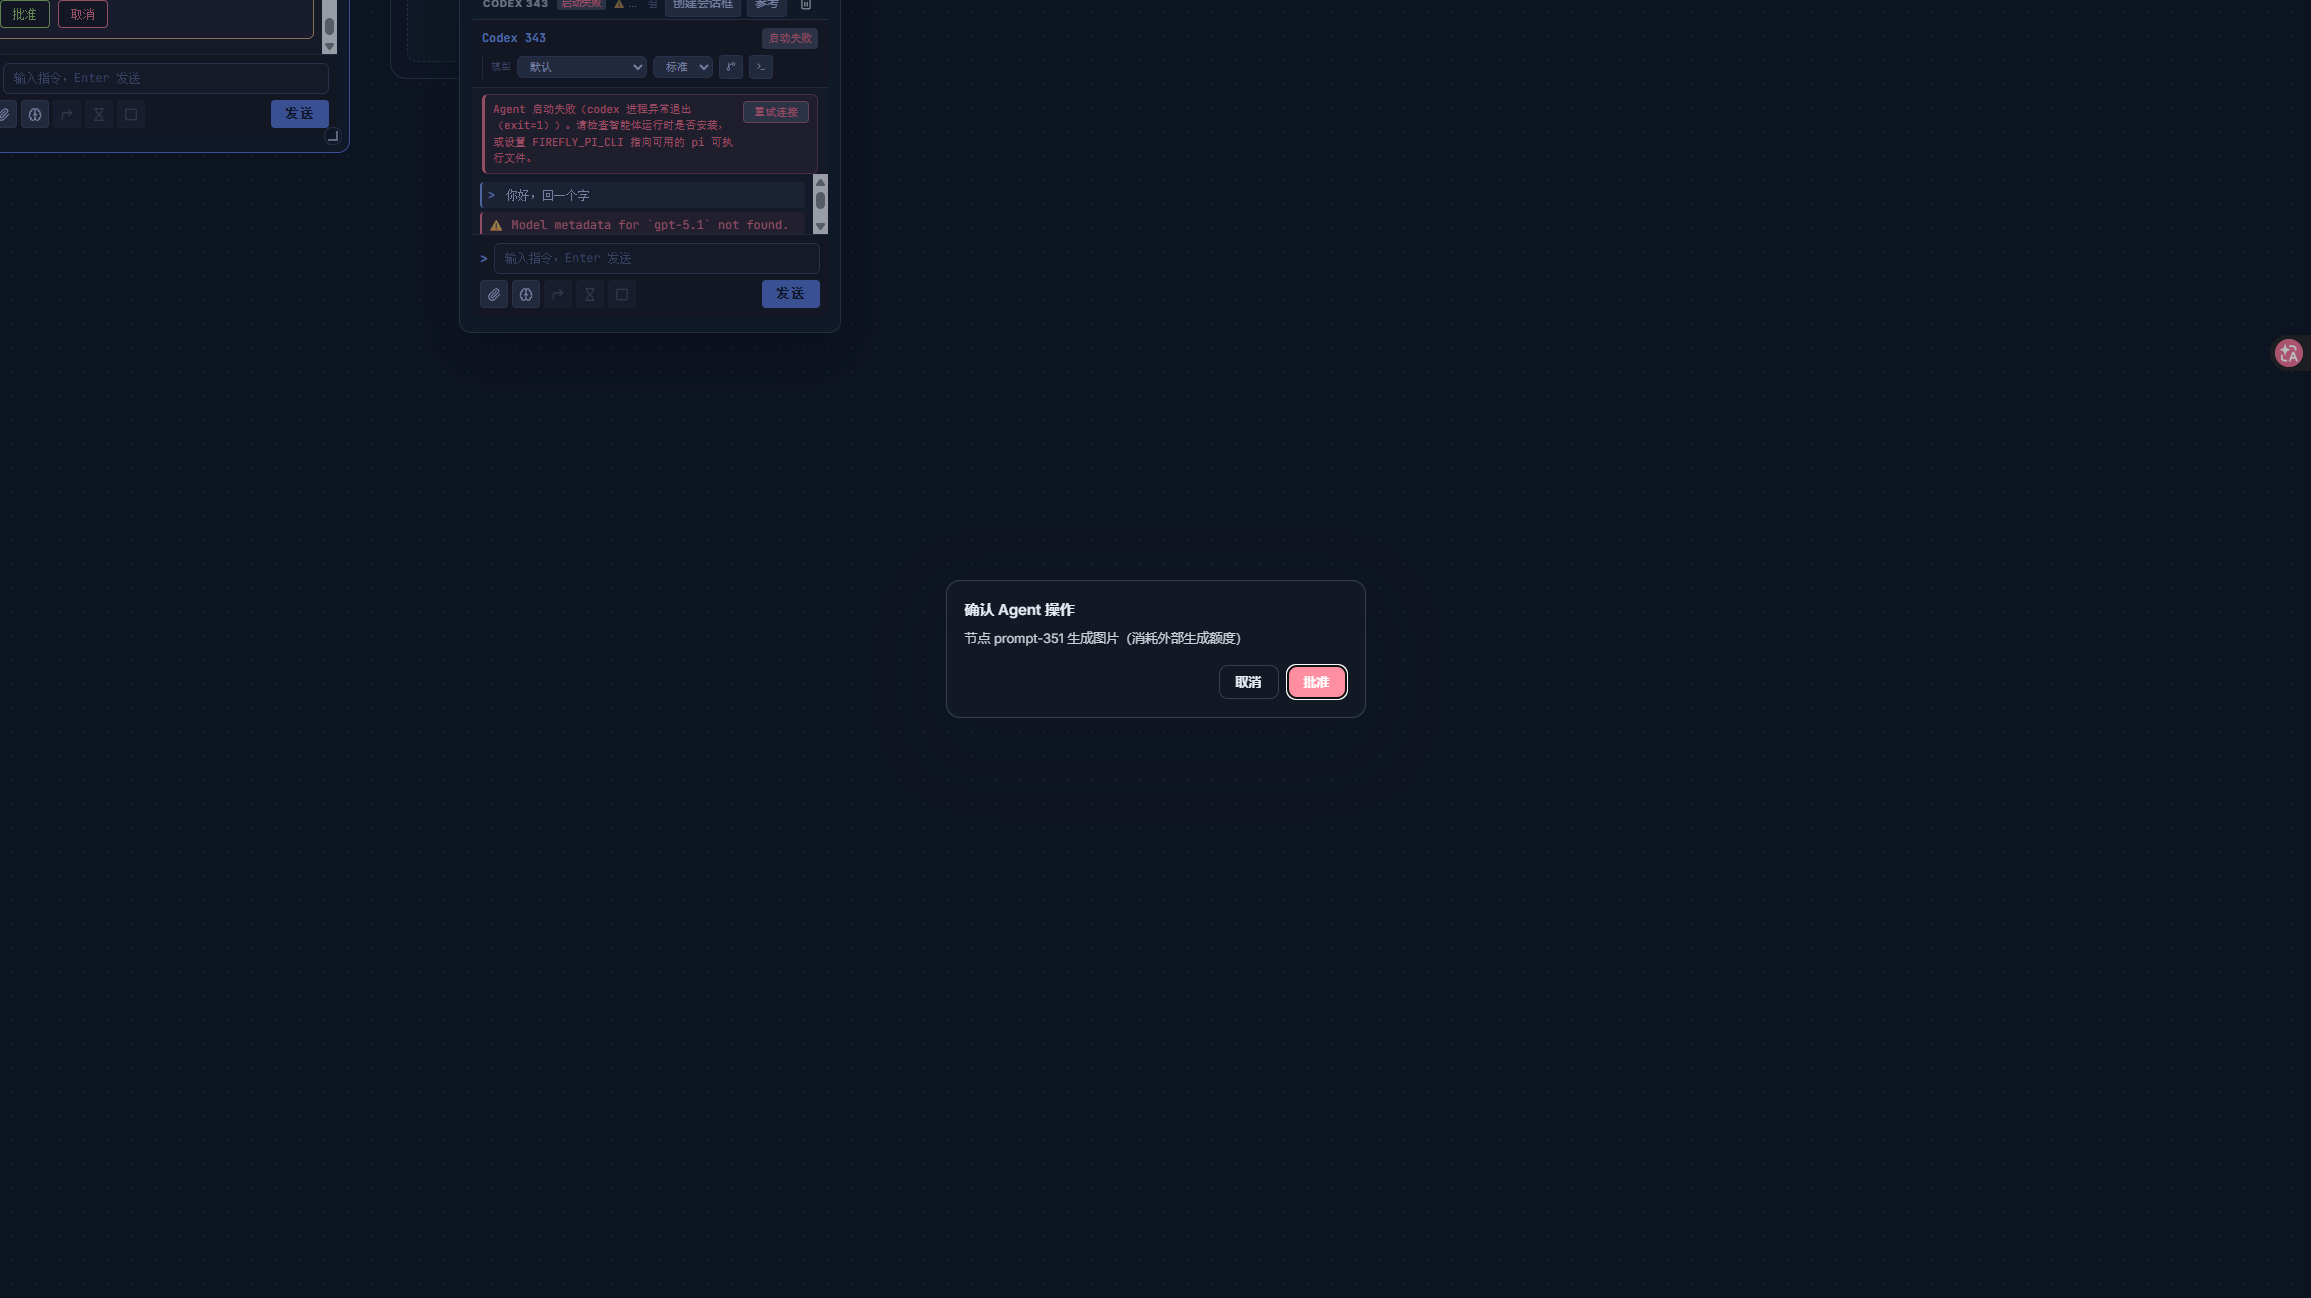 批准 取消
输入指令，Enter 发送
发送
CODEX 343 启动失败 ... 创建会话框 参考
Codex 343 启动失败
模型 默认 标准
Agent 启动失败（codex 进程异常退出
（exit=1））。请检查智能体运行时是否安装，
或设置 FIREFLY_PI_CLI 指向可用的 pi 可执
行文件。
重试连接
> 你好，回一个字
Model metadata for `gpt-5.1` not found.
> 输入指令，Enter 发送
发送
确认 Agent 操作
节点 prompt-351 生成图片（消耗外部生成额度）
取消 批准